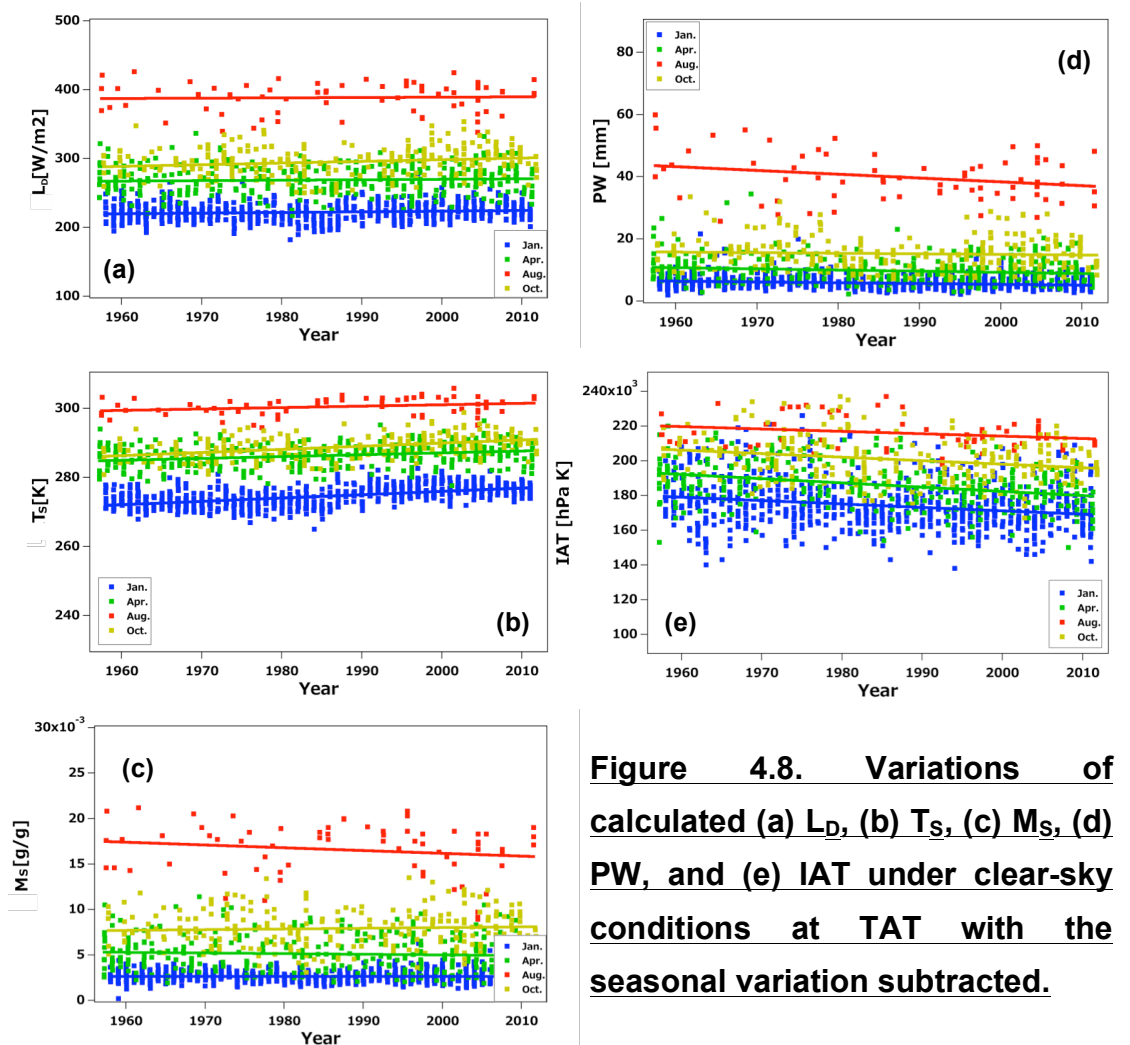 500
400
300
200
100
L_D[W/m2]
Jan.
Apr.
Aug.
Oct.
(a)
1960 1970 1980 1990 2000 2010
Year
80
60
40
20
0
PW [mm]
Jan.
Apr.
Aug.
Oct.
(d)
1960 1970 1980 1990 2000 2010
Year
300
280
260
240
T_S[K]
Jan.
Apr.
Aug.
Oct.
(b)
1960 1970 1980 1990 2000 2010
Year
240x10^3
220
200
180
160
140
120
100
IAT [hPa K]
Jan.
Apr.
Aug.
Oct.
(e)
1960 1970 1980 1990 2000 2010
Year
30x10^-3
25
20
15
10
5
0
M_S[g/g]
(c)
Jan.
Apr.
Aug.
Oct.
1960 1970 1980 1990 2000 2010
Year
Figure 4.8. Variations of
calculated (a) L_D, (b) T_S, (c) M_S, (d)
PW, and (e) IAT under clear-sky
conditions at TAT with the
seasonal variation subtracted.